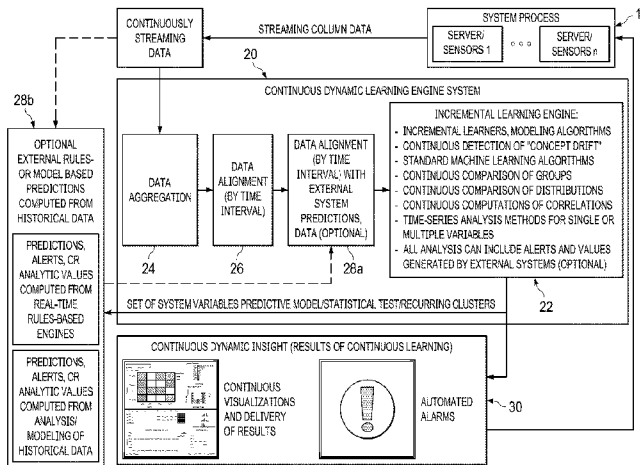 CONTINUOUSLY
STREAMING
DATA
STREAMING COLUMN DATA
SYSTEM PROCESS
SERVER/
SENSORS 1
SERVER/
SENSORS n
1
20
CONTINUOUS DYNAMIC LEARNING ENGINE SYSTEM
28b
OPTIONAL
EXTERNAL RULES-
OR MODEL BASED
PREDICTIONS
COMPUTED FROM
HISTORICAL DATA
PREDICTIONS,
ALERTS, OR
ANALYTIC VALUES
COMPUTED FROM
REAL-TIME
RULES-BASED
ENGINES
PREDICTIONS,
ALERTS, OR
ANALYTIC VALUES
COMPUTED FROM
ANALYSIS/
MODELING OF
HISTORICAL DATA
DATA
AGGREGATION
24
DATA
ALIGNMENT
(BY TIME
INTERVAL)
26
DATA ALIGNMENT
(BY TIME
INTERVAL) WITH
EXTERNAL
SYSTEM
PREDICTIONS,
DATA (OPTIONAL)
28a
INCREMENTAL LEARNING ENGINE:
- INCREMENTAL LEARNERS, MODELING ALGORITHMS
- CONTINUOUS DETECTION OF "CONCEPT DRIFT"
- STANDARD MACHINE LEARNING ALGORITHMS
- CONTINUOUS COMPARISON OF GROUPS
- CONTINUOUS COMPARISON OF DISTRIBUTIONS
- CONTINUOUS COMPUTATIONS OF CORRELATIONS
- TIME-SERIES ANALYSIS METHODS FOR SINGLE OR
MULTIPLE VARIABLES
- ALL ANALYSIS CAN INCLUDE ALERTS AND VALUES
GENERATED BY EXTERNAL SYSTEMS (OPTIONAL)
22
SET OF SYSTEM VARIABLES PREDICTIVE MODEL/STATISTICAL TEST/RECURRING CLUSTERS
CONTINUOUS DYNAMIC INSIGHT (RESULTS OF CONTINUOUS LEARNING)
CONTINUOUS
VISUALIZATIONS
AND DELIVERY
OF RESULTS
!
AUTOMATED
ALARMS
30